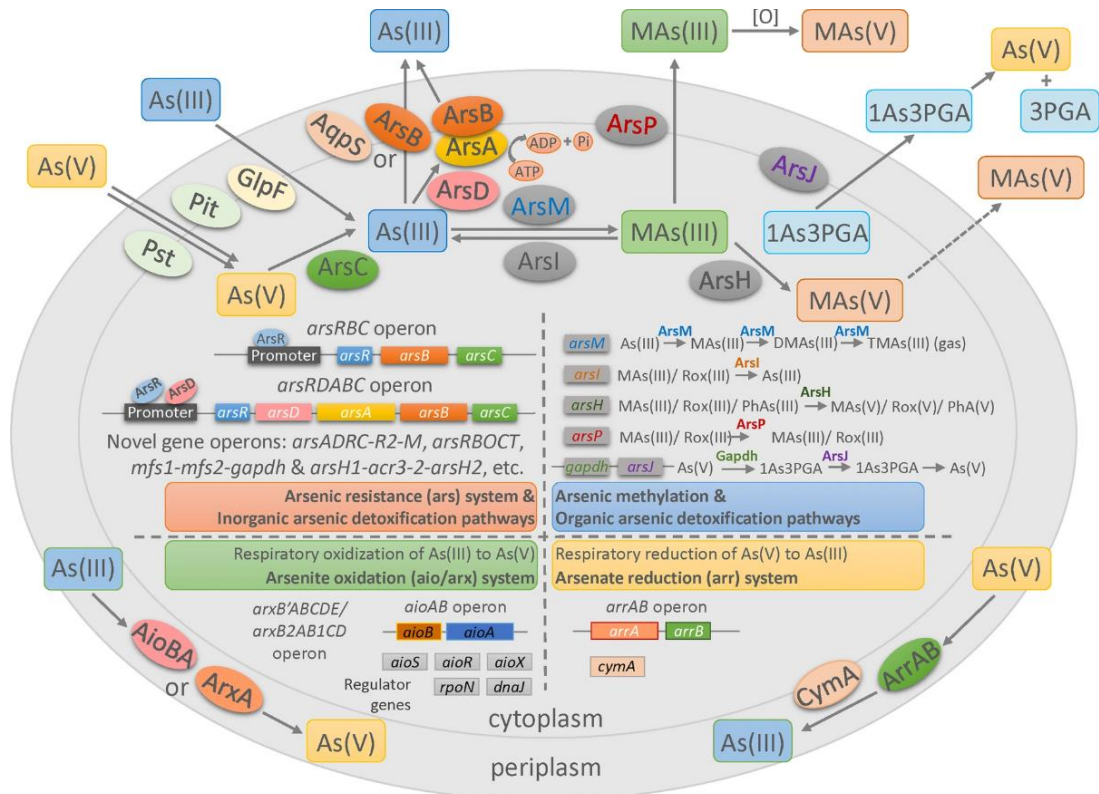 As(III)
MAs(III)
[O]
MAs(V)
As(V)
+
3PGA
1As3PGA
As(III)
As(V)
AqpS
or
ArsB
ArsB
ArsA
ADP + Pi
ATP
ArsD
ArsP
ArsJ
MAs(V)
GlpF
Pit
Pst
As(III)
ArsM
ArsI
MAs(III)
1As3PGA
ArsC
As(V)
ArsH
MAs(V)
arsRBC operon
ArsR
Promoter arsR arsB arsC
arsRDABC operon
ArsR ArsD
Promoter arsR arsD arsA arsB arsC
Novel gene operons: arsADRC-R2-M, arsRBOCT,
mfs1-mfs2-gapdh & arsH1-acr3-2-arsH2, etc.
ArsM ArsM ArsM
arsM As(III) MAs(III) DMAs(III) TMAs(III) (gas)
ArsI
arsI MAs(III)/ Rox(III) As(III)
ArsH
arsH MAs(III)/ Rox(III)/ PhAs(III) MAs(V)/ Rox(V)/ PhA(V)
ArsP
arsP MAs(III)/ Rox(III) MAs(III)/ Rox(III)
Gapdh ArsJ
gapdh arsJ As(V) 1As3PGA 1As3PGA As(V)
Arsenic resistance (ars) system &
Inorganic arsenic detoxification pathways
Arsenic methylation &
Organic arsenic detoxification pathways
Respiratory oxidization of As(III) to As(V)
Arsenite oxidation (aio/arx) system
Respiratory reduction of As(V) to As(III)
Arsenate reduction (arr) system
As(III)
AioBA
or
ArxA
As(V)
arxB'ABCDE/
arxB2AB1CD
operon
aioAB operon
aioB aioA
aioS aioR aioX
Regulator
genes
rpoN dnaJ
arrAB operon
arrA arrB
cymA
As(V)
ArrAB
CymA
As(III)
cytoplasm
periplasm